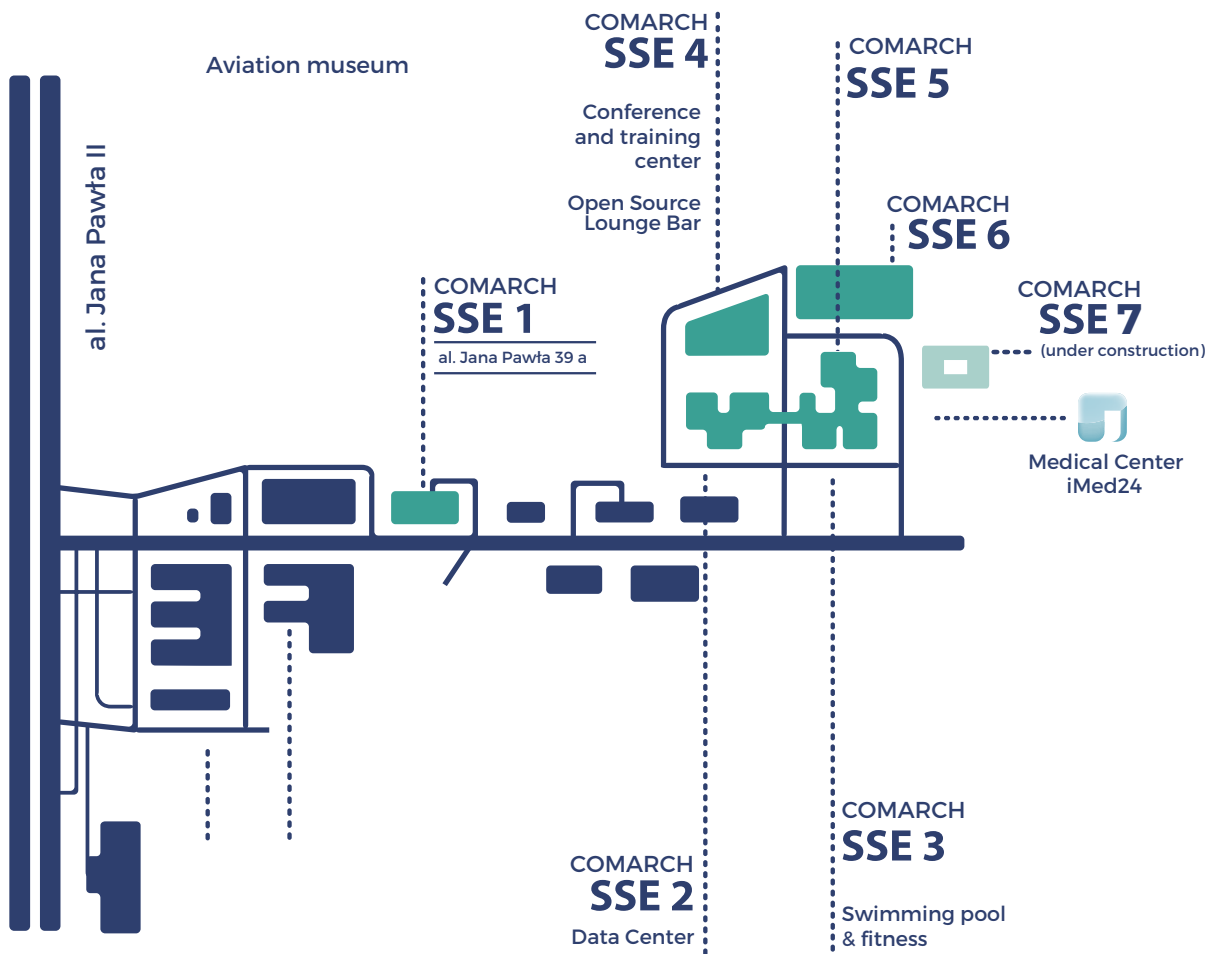 COMARCH
SSE 4
Conference
and training
center
Open Source
Lounge Bar
COMARCH
SSE 5
Aviation museum
al. Jana Pawła II
COMARCH
SSE 6
COMARCH
SSE 1
al. Jana Pawła 39 a
COMARCH
SSE 7
(under construction)
Medical Center
iMed24
COMARCH
SSE 2
Data Center
COMARCH
SSE 3
Swimming pool
& fitness